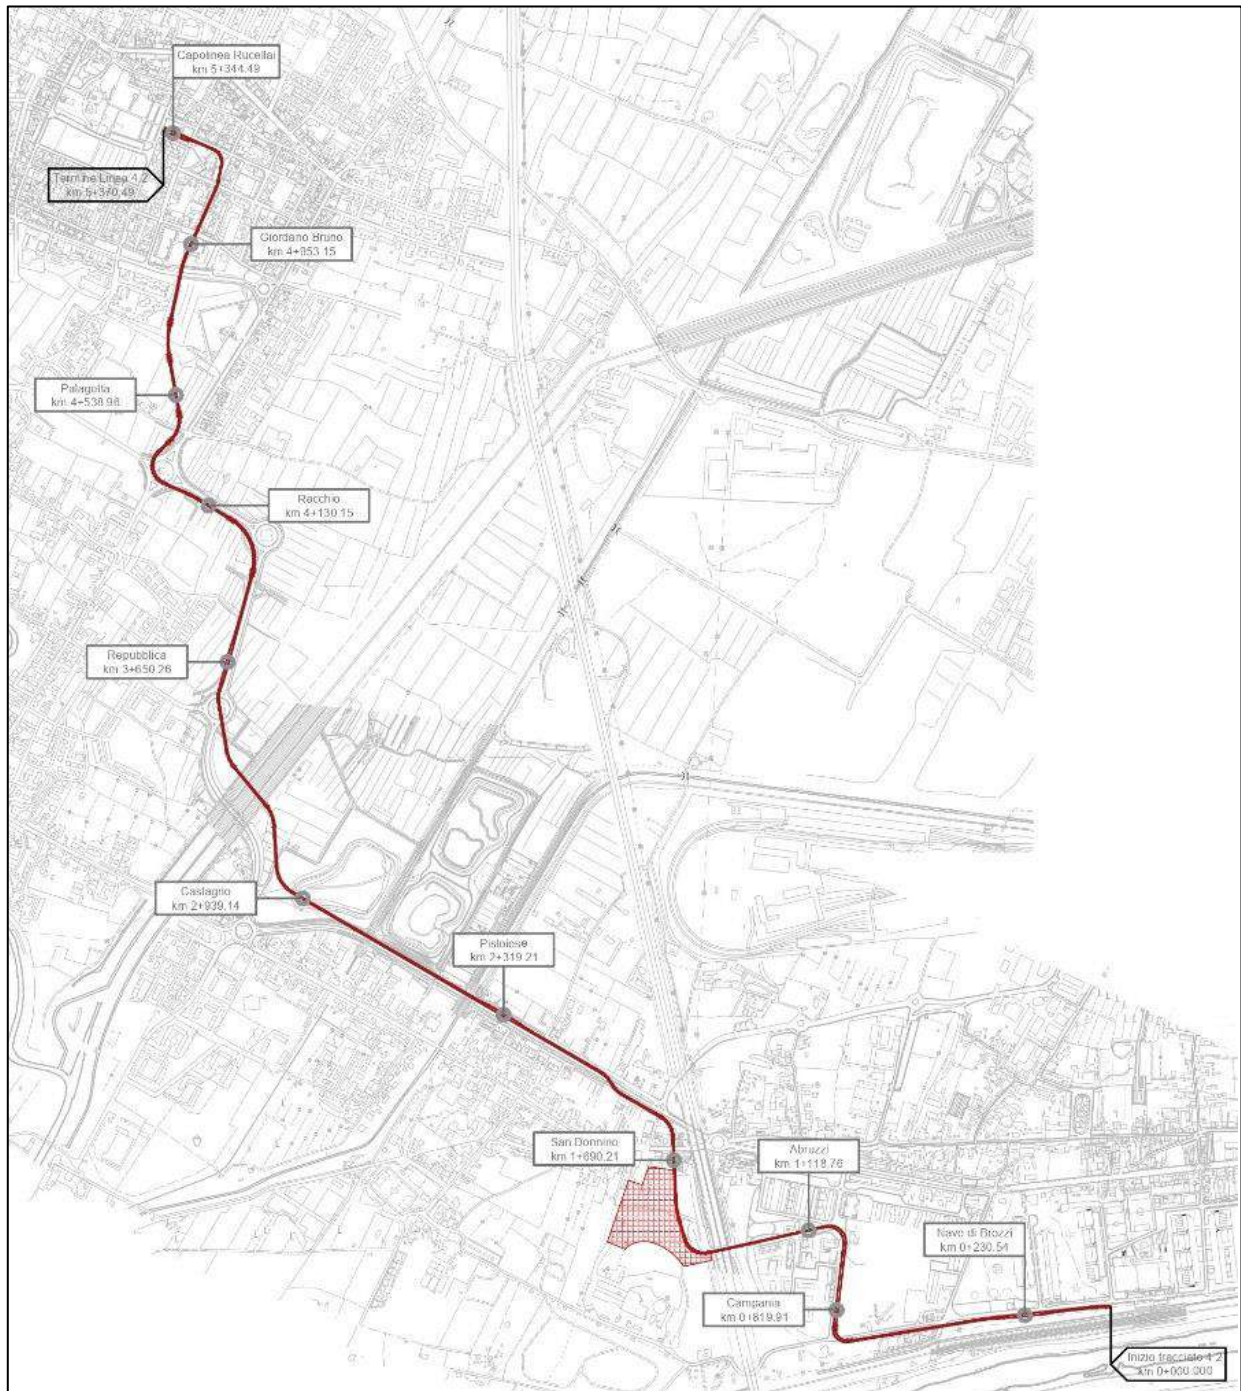 Capolinea Rucellai
km 5+344.49
Termine Linea 4.2
km 5+370.49
Giordano Bruno
km 4+953.15
Palagetta
km 4+538.96
Racchio
km 4+130.15
Repubblica
km 3+650.26
Castagno
km 2+939.14
Pistoiese
km 2+319.21
San Donnino
km 1+690.21
Abruzzi
km 1+118.76
Nave di Brozzi
km 0+230.54
Campania
km 0+819.91
Inizio tracciato 4.2
km 0+000.000